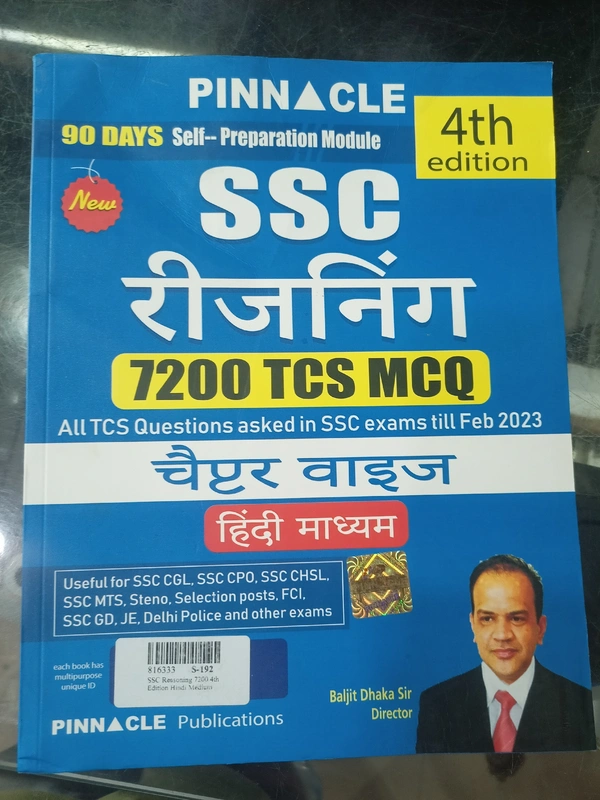 PINNACLE
4th
edition
90 DAYS Self-- Preparation Module
New
SSC
रीजनिंग
7200 TCS MCQ
All TCS Questions asked in SSC exams till Feb 2023
चैप्टर वाइज
हिंदी माध्यम
Useful for SSC CGL, SSC CPO, SSC CHSL,
SSC MTS, Steno, Selection posts, FCI,
SSC GD, JE, Delhi Police and other exams
each book has
multipurpose
unique ID
816333 S-192
SSC Reasoning 7200 4th
Edition Hindi Medium
Baljit Dhaka Sir
Director
PINNACLE Publications